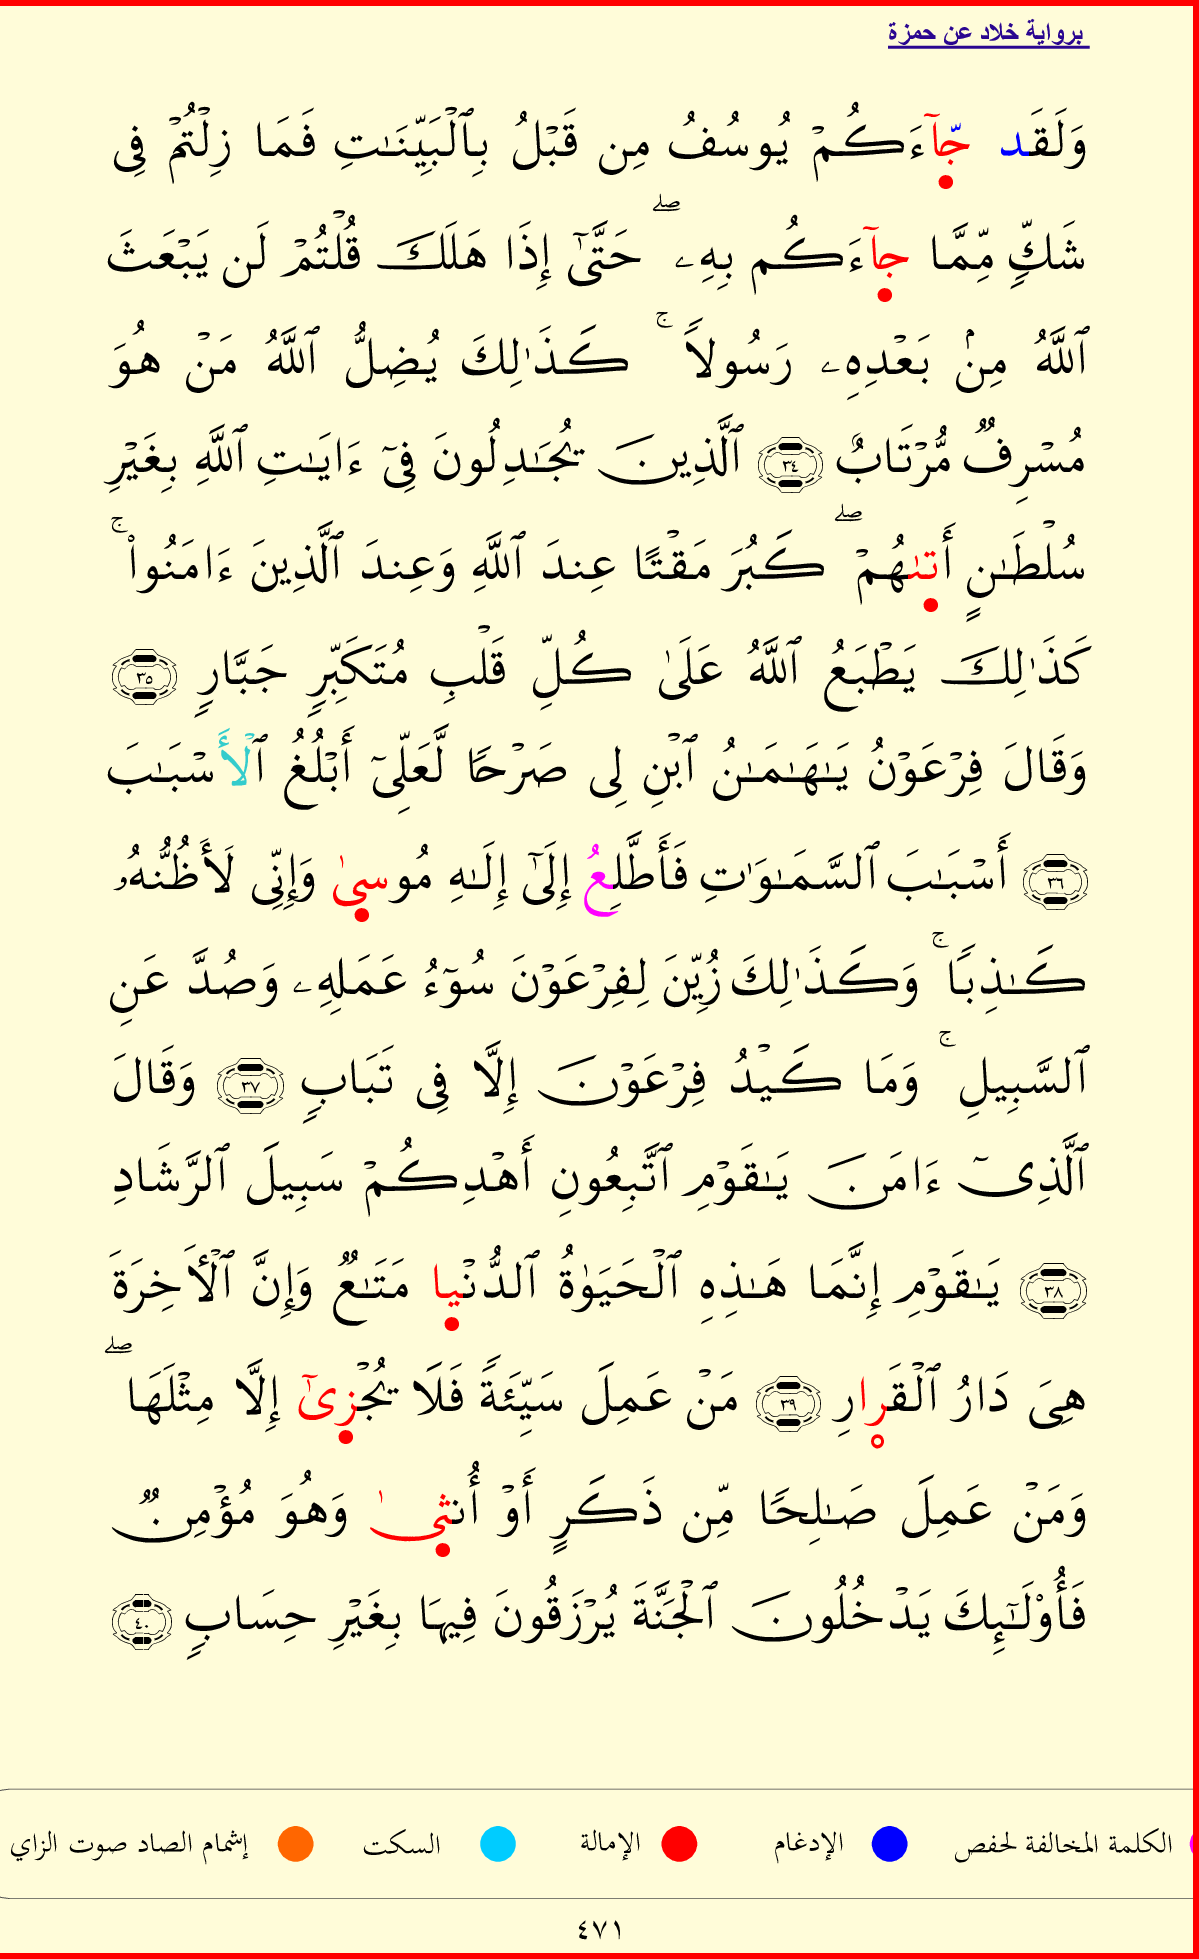 برواية خلاد عن حمزة
وَلَقَد جَّآءَكُمْ يُوسُفُ مِن قَبْلُ بِٱلْبَيِّنَٰتِ فَمَا زِلْتُمْ فِى
شَكٍّ مِّمَّا جَآءَكُم بِهِۦ ۖ حَتَّىٰٓ إِذَا هَلَكَ قُلْتُمْ لَن يَبْعَثَ
ٱللَّهُ مِنۢ بَعْدِهِۦ رَسُولًا ۚ كَذَٰلِكَ يُضِلُّ ٱللَّهُ مَنْ هُوَ
مُسْرِفٌ مُّرْتَابٌ ٣٤ ٱلَّذِينَ يُجَٰدِلُونَ فِىٓ ءَايَٰتِ ٱللَّهِ بِغَيْرِ
سُلْطَٰنٍ أَتَىٰهُمْ ۖ كَبُرَ مَقْتًا عِندَ ٱللَّهِ وَعِندَ ٱلَّذِينَ ءَامَنُوا۟ ۚ
كَذَٰلِكَ يَطْبَعُ ٱللَّهُ عَلَىٰ كُلِّ قَلْبِ مُتَكَبِّرٍ جَبَّارٍ ٣٥
وَقَالَ فِرْعَوْنُ يَٰهَٰمَٰنُ ٱبْنِ لِى صَرْحًا لَّعَلِّىٓ أَبْلُغُ ٱلْأَسْبَٰبَ
٣٦ أَسْبَٰبَ ٱلسَّمَٰوَٰتِ فَأَطَّلِعُ إِلَىٰٓ إِلَٰهِ مُوسِىٰ وَإِنِّى لَأَظُنُّهُۥ
كَٰذِبًا ۚ وَكَذَٰلِكَ زُيِّنَ لِفِرْعَوْنَ سُوٓءُ عَمَلِهِۦ وَصُدَّ عَنِ
ٱلسَّبِيلِ ۚ وَمَا كَيْدُ فِرْعَوْنَ إِلَّا فِى تَبَابٍ ٣٧ وَقَالَ
ٱلَّذِىٓ ءَامَنَ يَٰقَوْمِ ٱتَّبِعُونِ أَهْدِكُمْ سَبِيلَ ٱلرَّشَادِ
٣٨ يَٰقَوْمِ إِنَّمَا هَٰذِهِ ٱلْحَيَوٰةُ ٱلدُّنْيا مَتَٰعٌ وَإِنَّ ٱلْأَخِرَةَ
هِىَ دَارُ ٱلْقَرارِ ٣٩ مَنْ عَمِلَ سَيِّئَةً فَلَا يُجْزِىٰٓ إِلَّا مِثْلَهَا ۖ
وَمَنْ عَمِلَ صَٰلِحًا مِّن ذَكَرٍ أَوْ أُنثِىٰ وَهُوَ مُؤْمِنٌ
فَأُو۟لَٰٓئِكَ يَدْخُلُونَ ٱلْجَنَّةَ يُرْزَقُونَ فِيهَا بِغَيْرِ حِسَابٍ ٤٠
الكلمة المخالفة لحفص الإدغام الإمالة السكت إشمام الصاد صوت الزاي
٤٧١